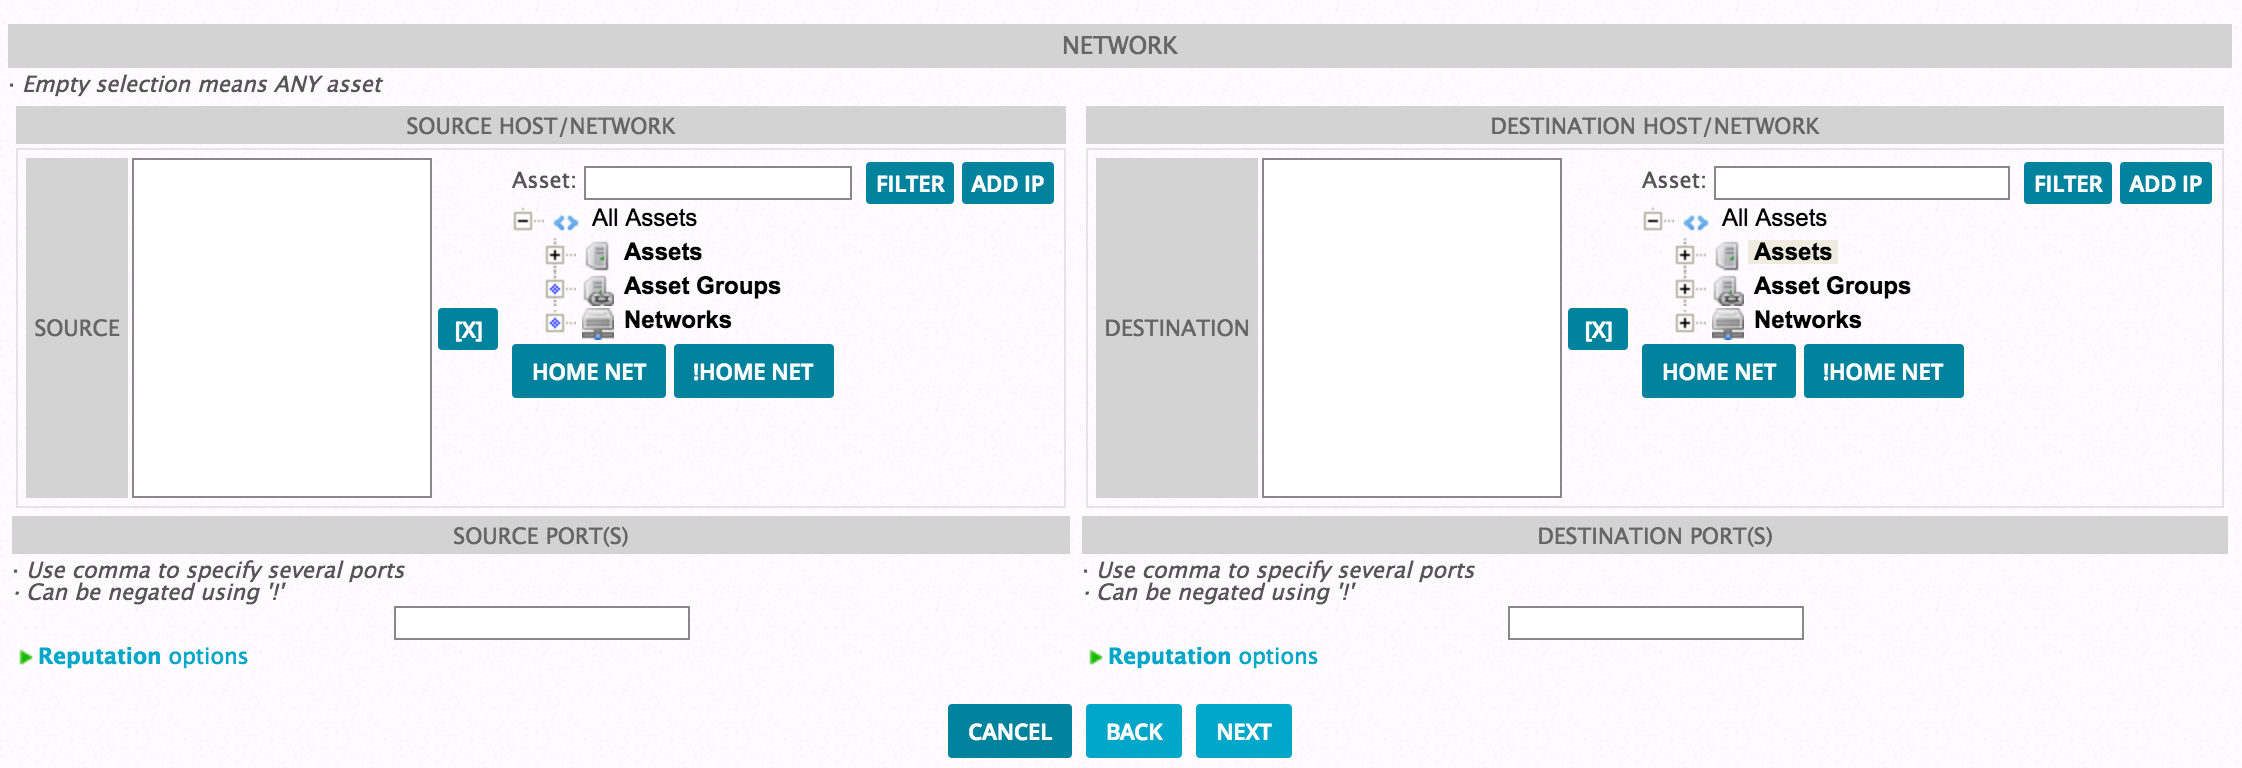 NETWORK
· Empty selection means ANY asset
SOURCE HOST/NETWORK
SOURCE
[X]
Asset:
FILTER
ADD IP
All Assets
Assets
Asset Groups
Networks
HOME NET
!HOME NET
DESTINATION HOST/NETWORK
DESTINATION
[X]
Asset:
FILTER
ADD IP
All Assets
Assets
Asset Groups
Networks
HOME NET
!HOME NET
SOURCE PORT(S)
· Use comma to specify several ports
· Can be negated using '!'
Reputation options
DESTINATION PORT(S)
· Use comma to specify several ports
· Can be negated using '!'
Reputation options
CANCEL
BACK
NEXT